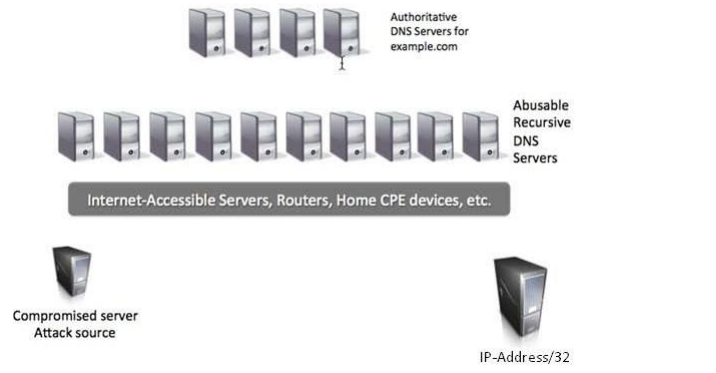 Authoritative
DNS Servers for
example.com
Abusable
Recursive
DNS
Servers
Internet-Accessible Servers, Routers, Home CPE devices, etc.
Compromised server
Attack source
IP-Address/32